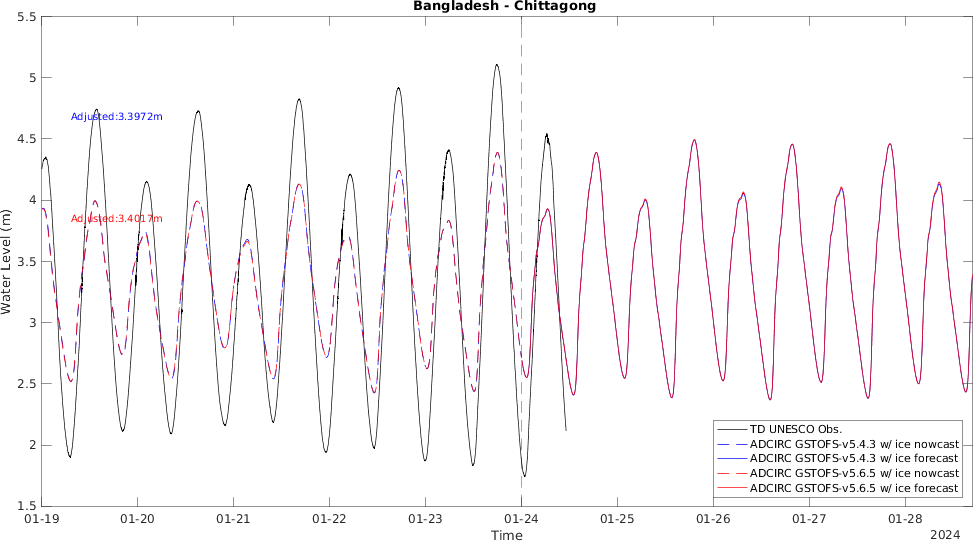 Bangladesh - Chittagong
5.5
5
4.5
4
3.5
3
2.5
2
1.5
Water Level (m)
Adjusted:3.3972m
Adjusted:3.4017m
TD UNESCO Obs.
ADCIRC GSTOFS-v5.4.3 w/ ice nowcast
ADCIRC GSTOFS-v5.4.3 w/ ice forecast
ADCIRC GSTOFS-v5.6.5 w/ ice nowcast
ADCIRC GSTOFS-v5.6.5 w/ ice forecast
01-19 01-20 01-21 01-22 01-23 01-24 01-25 01-26 01-27 01-28
Time
2024